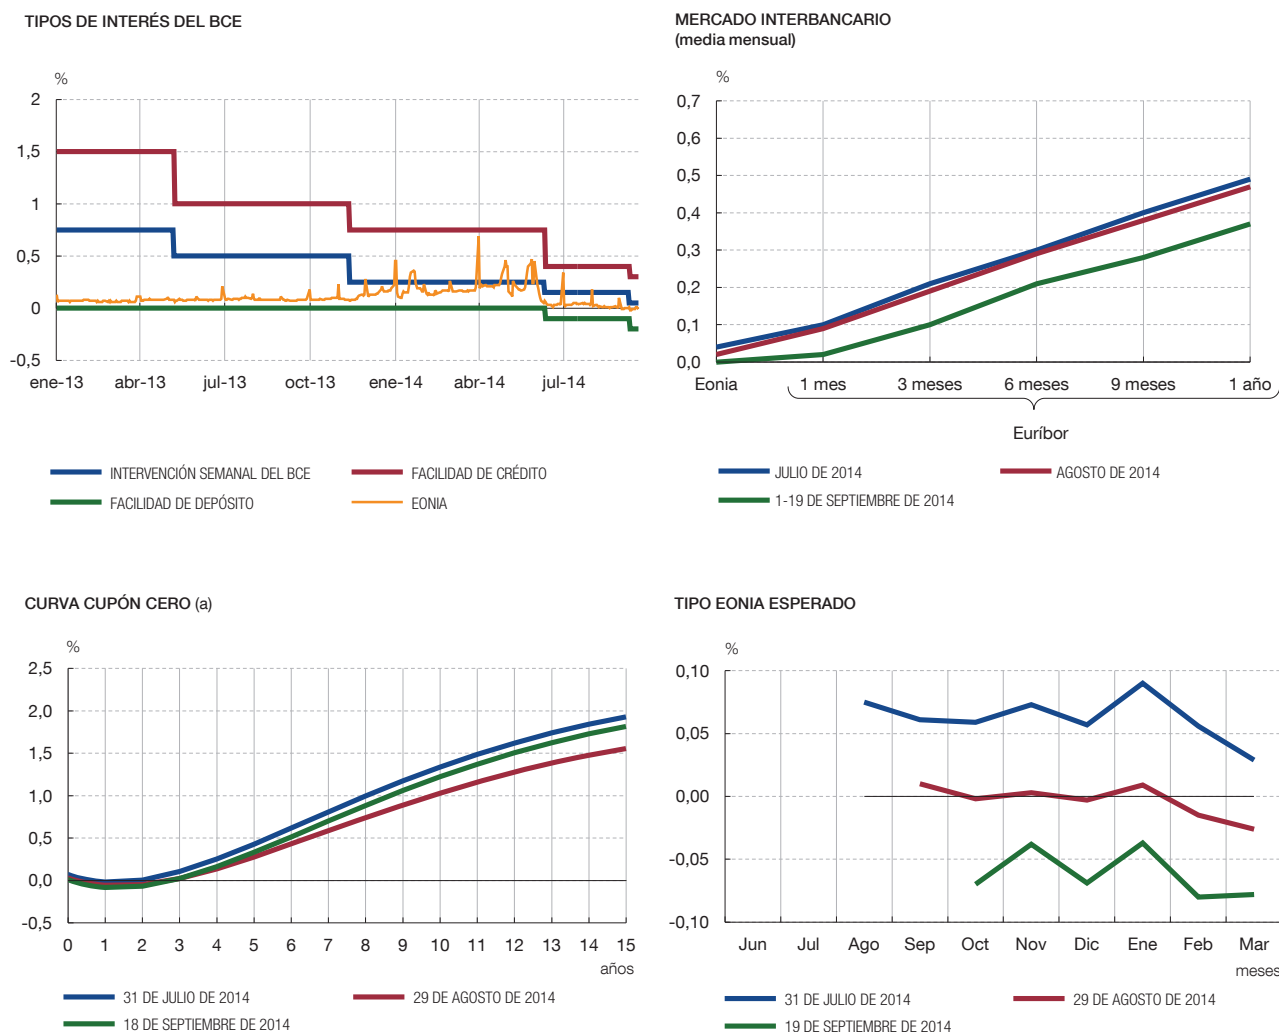 TIPOS DE INTERÉS DEL BCE
%
2
1,5
1
0,5
0
-0,5
ene-13 abr-13 jul-13 oct-13 ene-14 abr-14 jul-14
INTERVENCIÓN SEMANAL DEL BCE FACILIDAD DE CRÉDITO
FACILIDAD DE DEPÓSITO EONIA
MERCADO INTERBANCARIO
(media mensual)
%
0,7
0,6
0,5
0,4
0,3
0,2
0,1
0,0
Eonia 1 mes 3 meses 6 meses 9 meses 1 año
Euríbor
JULIO DE 2014 AGOSTO DE 2014
1-19 DE SEPTIEMBRE DE 2014
CURVA CUPÓN CERO (a)
%
2,5
2,0
1,5
1,0
0,5
0,0
-0,5
0 1 2 3 4 5 6 7 8 9 10 11 12 13 14 15
años
31 DE JULIO DE 2014 29 DE AGOSTO DE 2014
18 DE SEPTIEMBRE DE 2014
TIPO EONIA ESPERADO
%
0,10
0,05
0,00
-0,05
-0,10
Jun Jul Ago Sep Oct Nov Dic Ene Feb Mar
meses
31 DE JULIO DE 2014 29 DE AGOSTO DE 2014
19 DE SEPTIEMBRE DE 2014